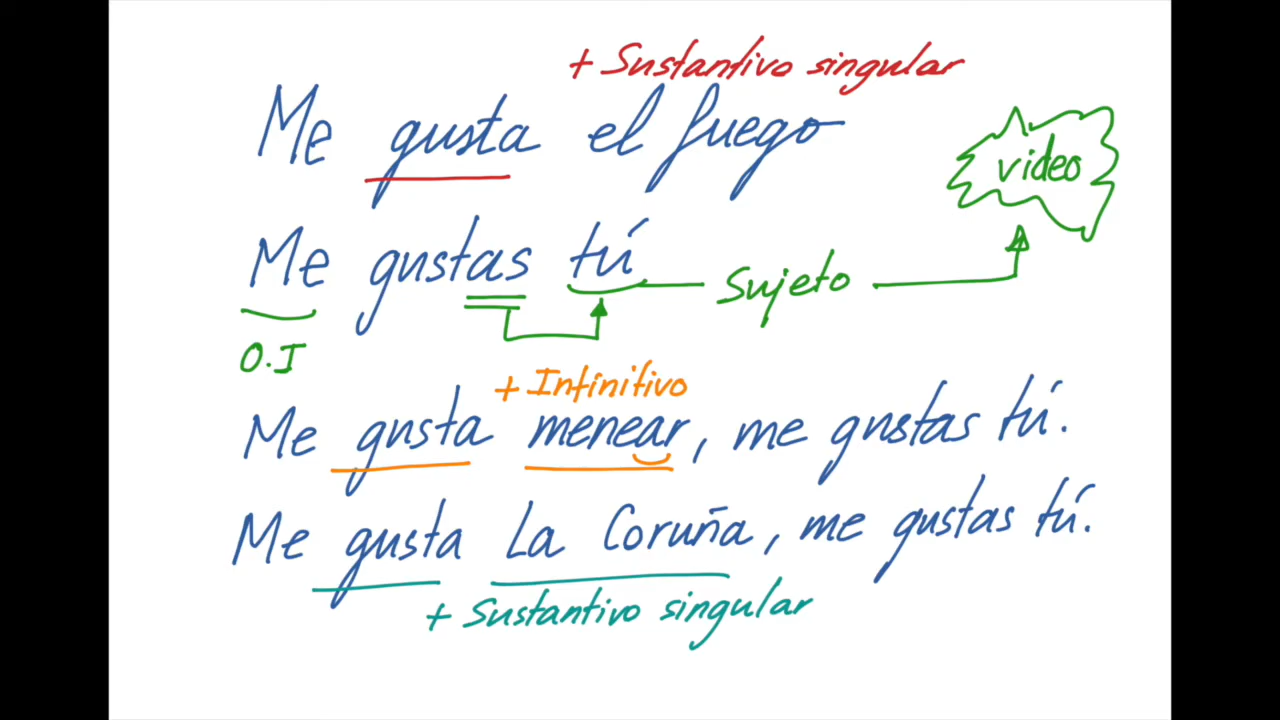 + Sustantivo singular
Me gusta el fuego
video
Me gustas tú
Sujeto
O.I
+ Infinitivo
Me gusta menear, me gustas tú.
Me gusta La Coruña, me gustas tú.
+ Sustantivo singular